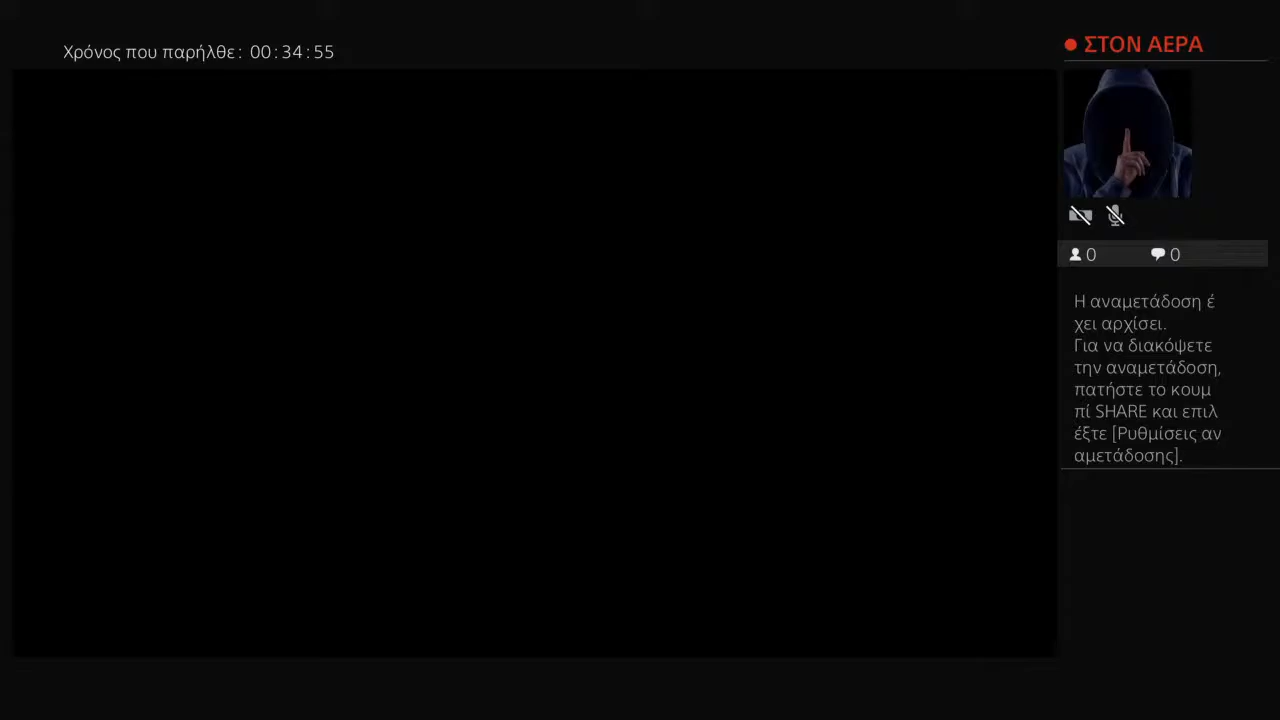 Χρόνος που παρήλθε: 00:34:55
ΣΤΟΝ ΑΕΡΑ
0 0
Η αναμετάδοση έ
χει αρχίσει.
Για να διακόψετε
την αναμετάδοση,
πατήστε το κουμ
πί SHARE και επιλ
έξτε [Ρυθμίσεις αν
αμετάδοσης].